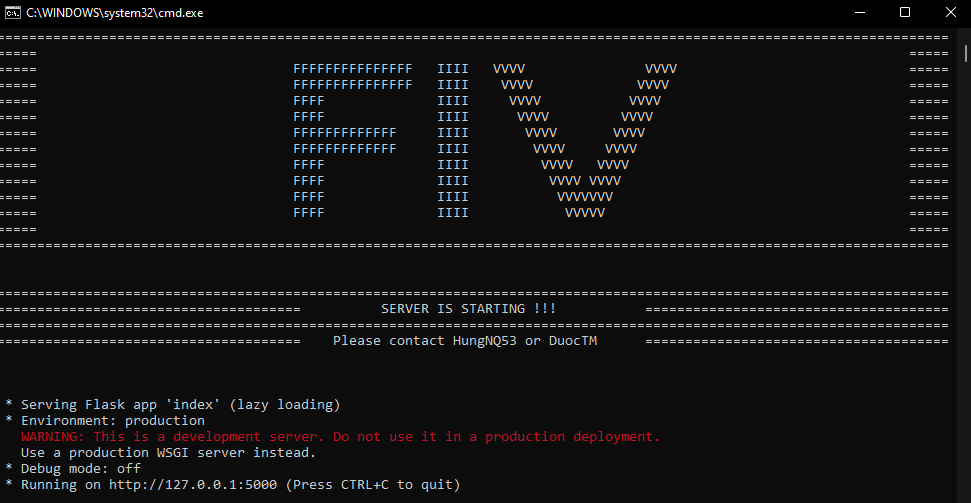 C:\WINDOWS\system32\cmd.exe
=======================================================================================================================
===== =====
===== FFFFFFFFFFFFFFF IIII VVVV VVVV =====
===== FFFFFFFFFFFFFFF IIII VVVV VVVV =====
===== FFFF IIII VVVV VVVV =====
===== FFFF IIII VVVV VVVV =====
===== FFFFFFFFFFFFF IIII VVVV VVVV =====
===== FFFFFFFFFFFFF IIII VVVV VVVV =====
===== FFFF IIII VVVV VVVV =====
===== FFFF IIII VVVV VVVV =====
===== FFFF IIII VVVVVVV =====
===== FFFF IIII VVVVV =====
===== =====
=======================================================================================================================
=======================================================================================================================
====================================== SERVER IS STARTING !!! ======================================
=======================================================================================================================
====================================== Please contact HungNQ53 or DuocTM ======================================
* Serving Flask app 'index' (lazy loading)
* Environment: production
WARNING: This is a development server. Do not use it in a production deployment.
Use a production WSGI server instead.
* Debug mode: off
* Running on http://127.0.0.1:5000 (Press CTRL+C to quit)